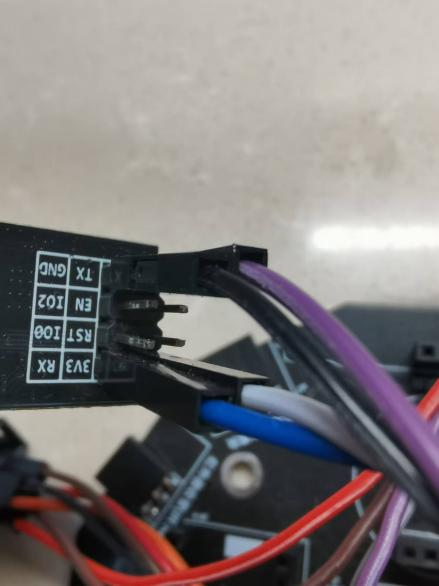 3V3 RX
RST IO0
EN IO2
TX GND